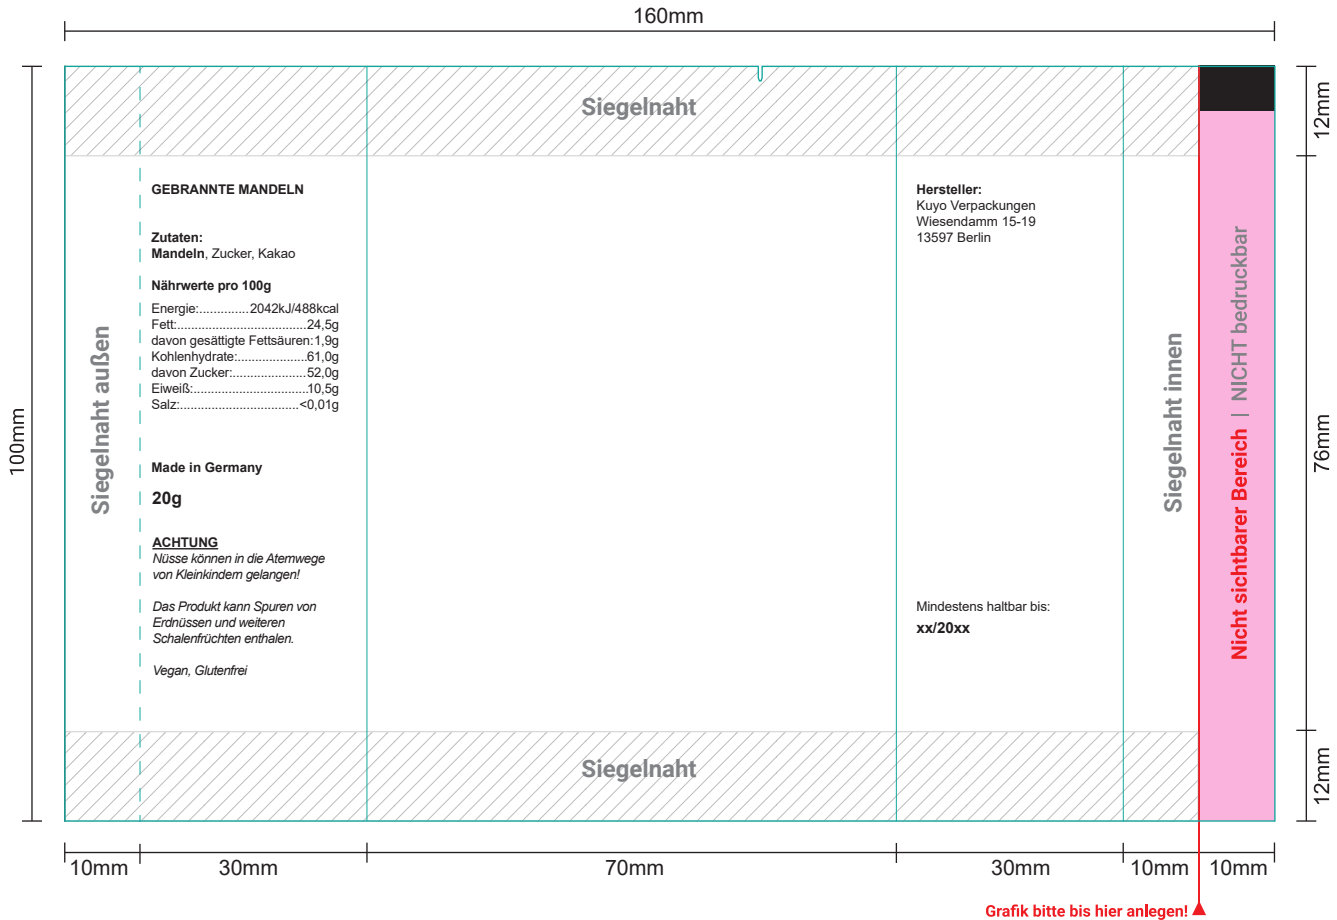 160mm
Siegelnaht
12mm
GEBRANNTE MANDELN
Zutaten:
Mandeln, Zucker, Kakao
Nährwerte pro 100g
Energie:...............2042kJ/488kcal
Fett:.......................................24,5g
davon gesättigte Fettsäuren:1,9g
Kohlenhydrate:.....................61,0g
davon Zucker:......................52,0g
Eiweiß:..................................10,5g
Salz:...................................<0,01g
Made in Germany
20g
ACHTUNG
Nüsse können in die Atemwege
von Kleinkindern gelangen!
Das Produkt kann Spuren von
Erdnüssen und weiteren
Schalenfrüchten enthalten.
Vegan, Glutenfrei
Hersteller:
Kuyo Verpackungen
Wiesendamm 15-19
13597 Berlin
Mindestens haltbar bis:
xx/20xx
100mm
Siegelnaht außen
Siegelnaht innen
Nicht sichtbarer Bereich | NICHT bedruckbar
76mm
Siegelnaht
12mm
10mm
30mm
70mm
30mm
10mm
10mm
Grafik bitte bis hier anlegen!